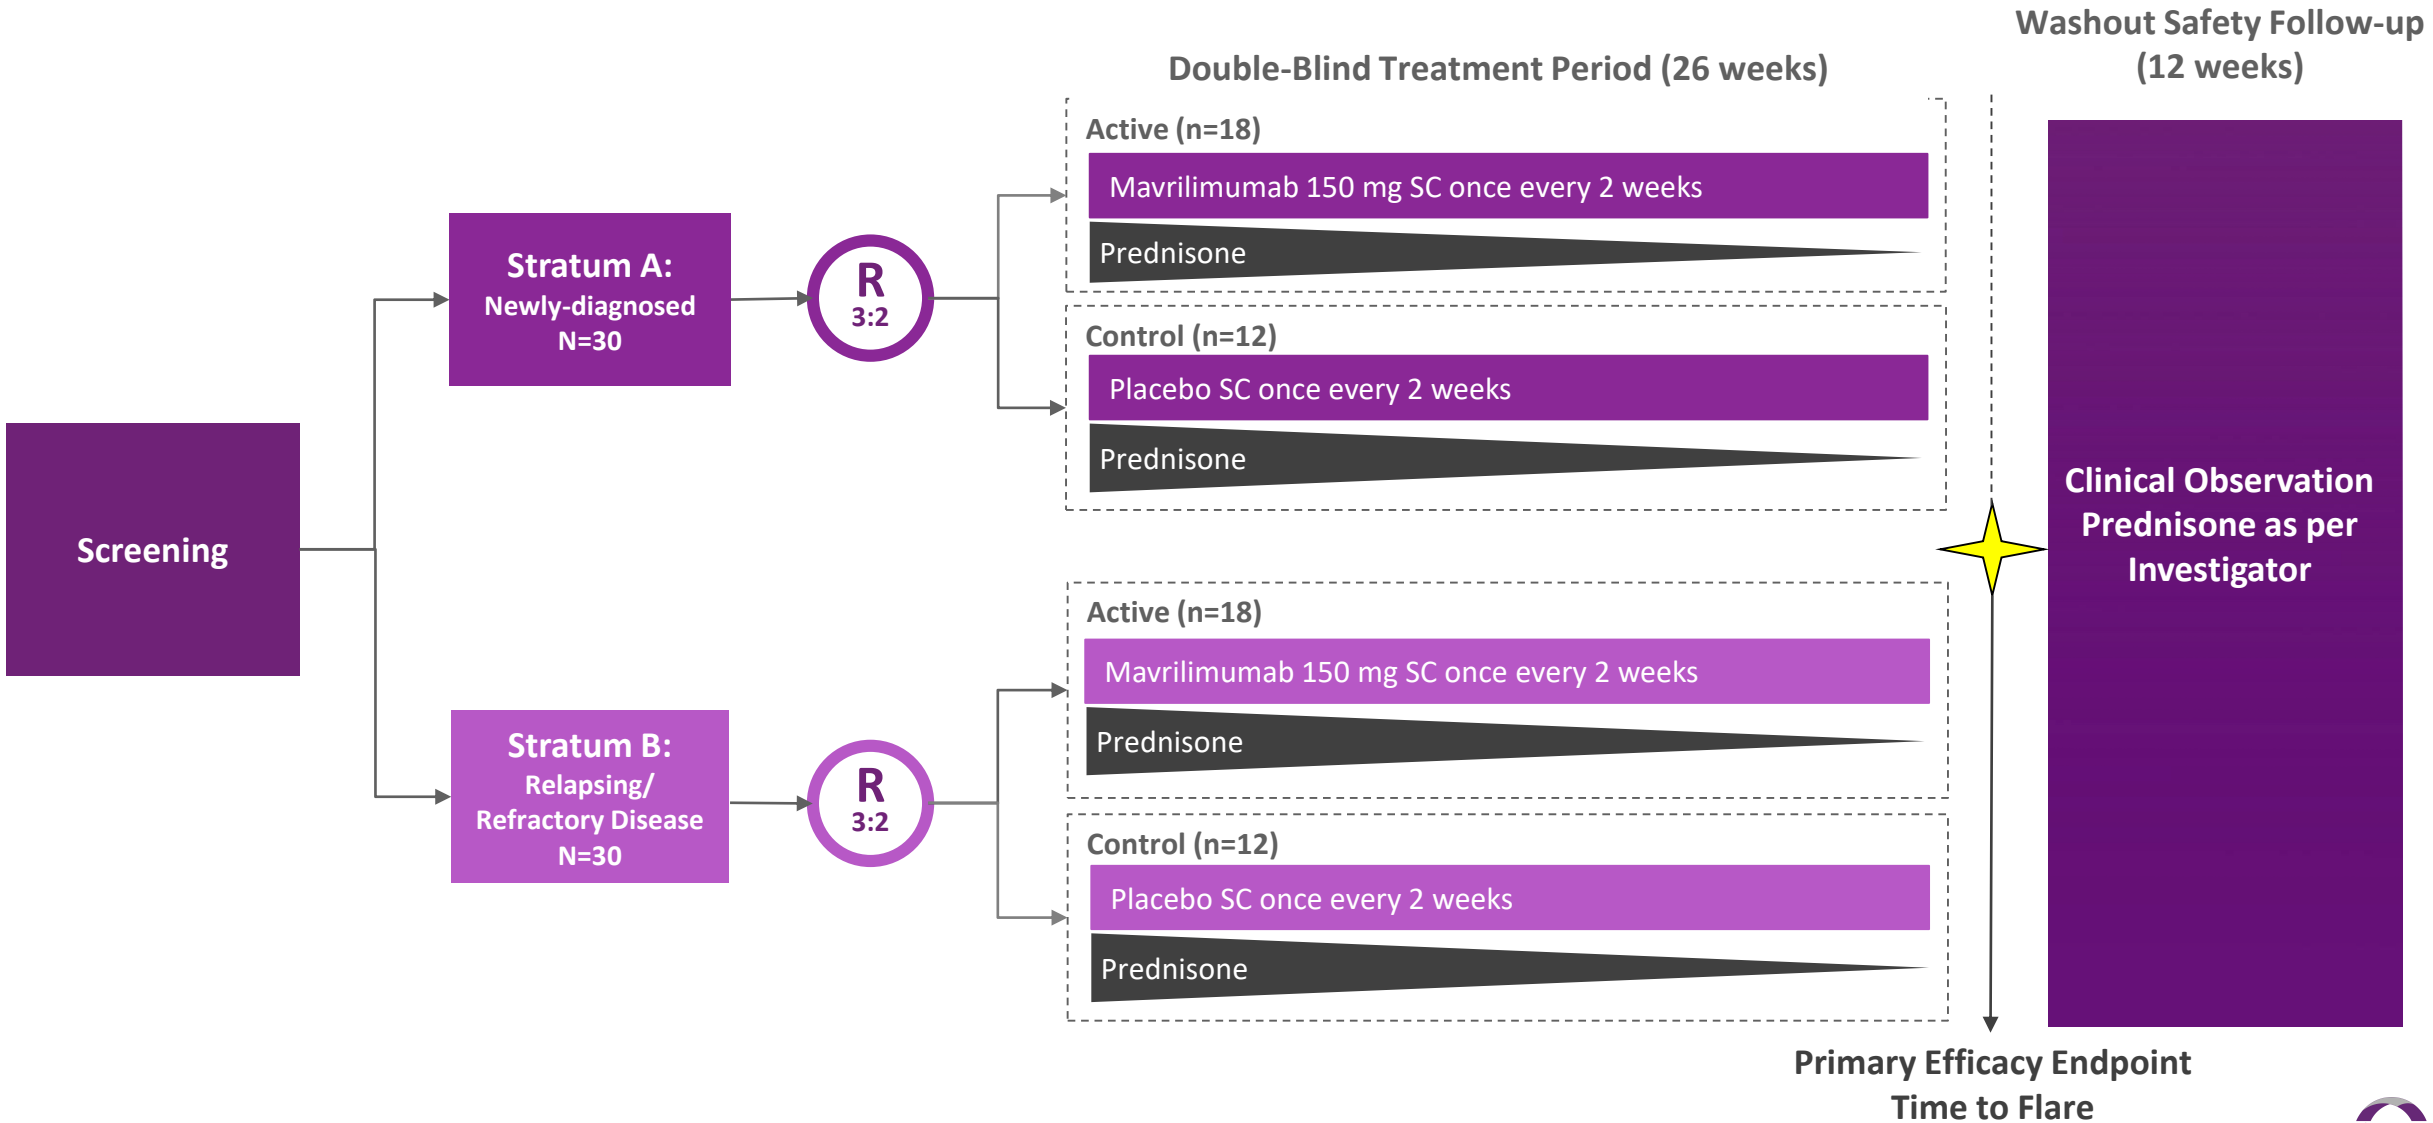 Washout Safety Follow-up
(12 weeks)
Double-Blind Treatment Period (26 weeks)
Screening
Stratum A:
Newly-diagnosed
N=30
R
3:2
Active (n=18)
Mavrilimumab 150 mg SC once every 2 weeks
Prednisone
Control (n=12)
Placebo SC once every 2 weeks
Prednisone
Stratum B:
Relapsing/
Refractory Disease
N=30
R
3:2
Active (n=18)
Mavrilimumab 150 mg SC once every 2 weeks
Prednisone
Control (n=12)
Placebo SC once every 2 weeks
Prednisone
Clinical Observation
Prednisone as per
Investigator
Primary Efficacy Endpoint
Time to Flare